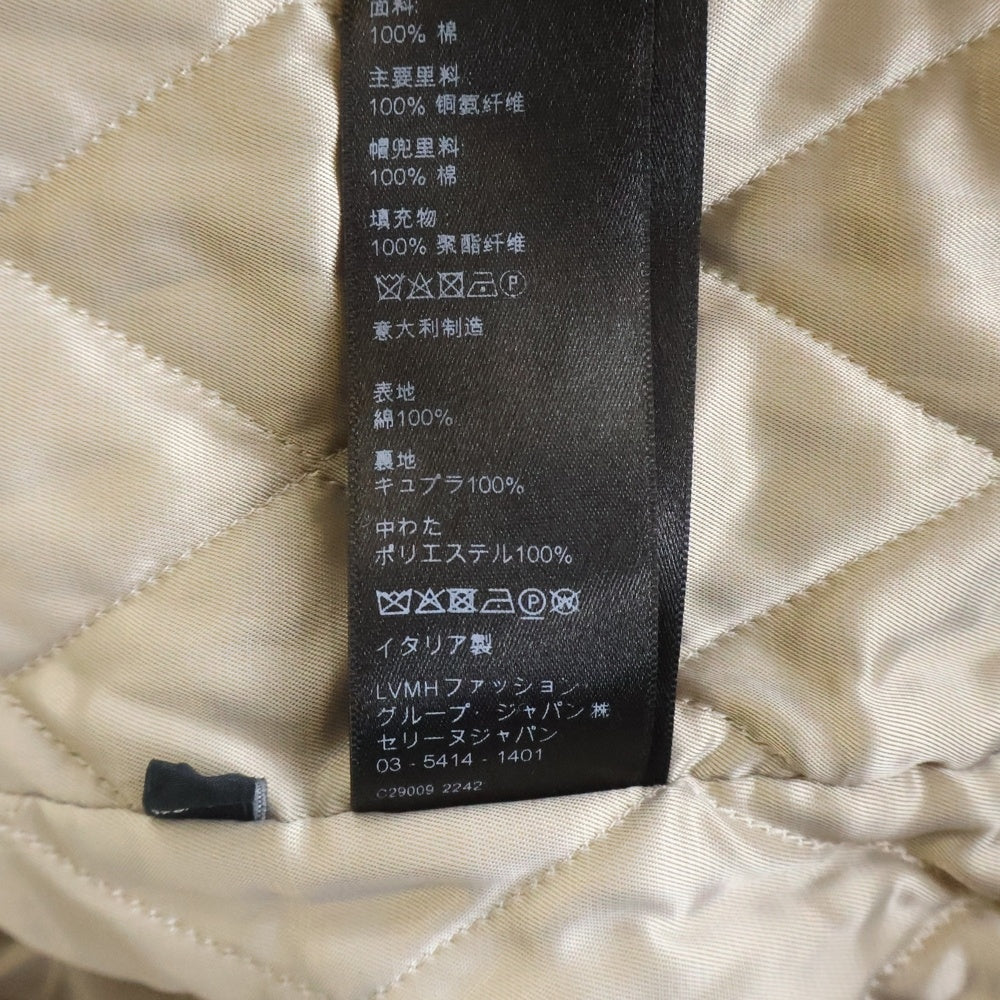 面料:
100% 棉
主要里料:
100% 铜氨纤维
帽兜里料:
100% 棉
填充物:
100% 聚酯纤维
P
意大利制造
表地
綿100%
裏地
キュプラ100%
中わた
ポリエステル100%
P W
イタリア製
LVMHファッション
グループ・ジャパン株
セリーヌジャパン
03 - 5414 - 1401
C29009 2242